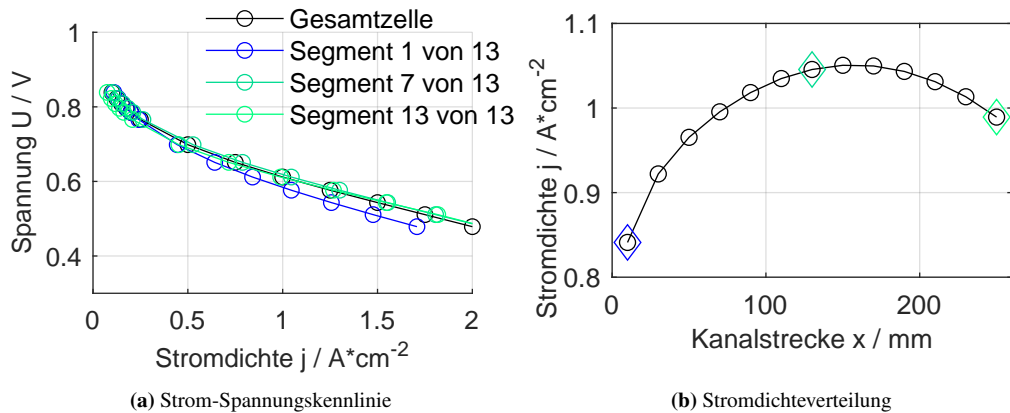 Gesamtzelle
Segment 1 von 13
Segment 7 von 13
Segment 13 von 13
Spannung U / V
1
0.8
0.6
0.4
0
0.5
1
1.5
2
Stromdichte j / A*cm-2
(a) Strom-Spannungskennlinie
Stromdichte j / A*cm-2
1.1
1
0.9
0.8
0
100
200
Kanalstrecke x / mm
(b) Stromdichteverteilung